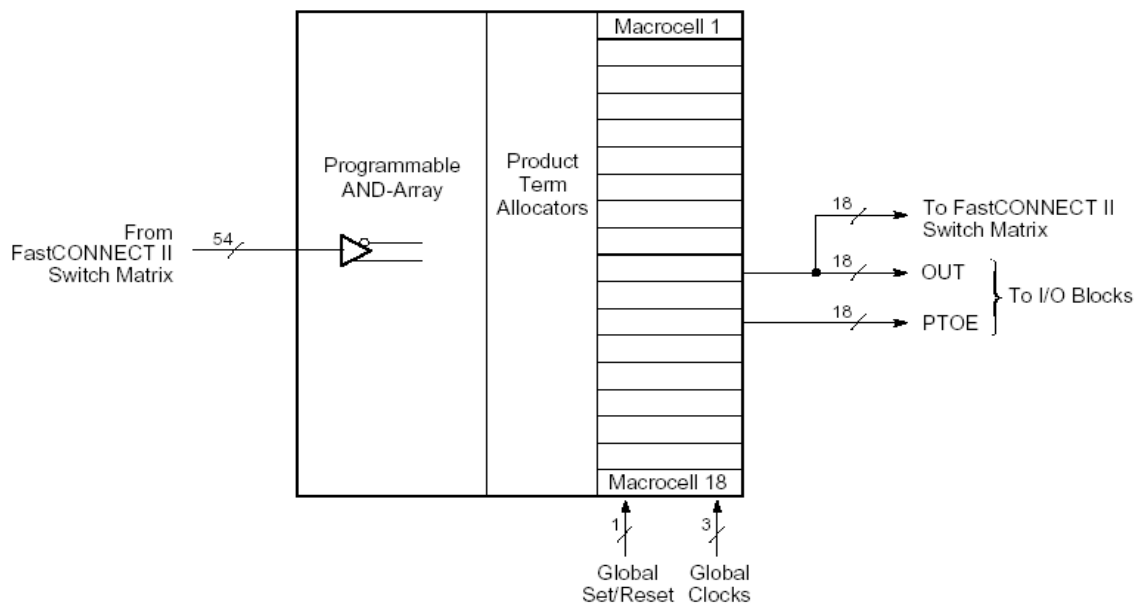 Macrocell 1
Programmable
AND-Array
Product
Term
Allocators
From
FastCONNECT II
Switch Matrix
54
18
To FastCONNECT II
Switch Matrix
18
OUT
To I/O Blocks
18
PTOE
Macrocell 18
1
3
Global
Set/Reset
Global
Clocks